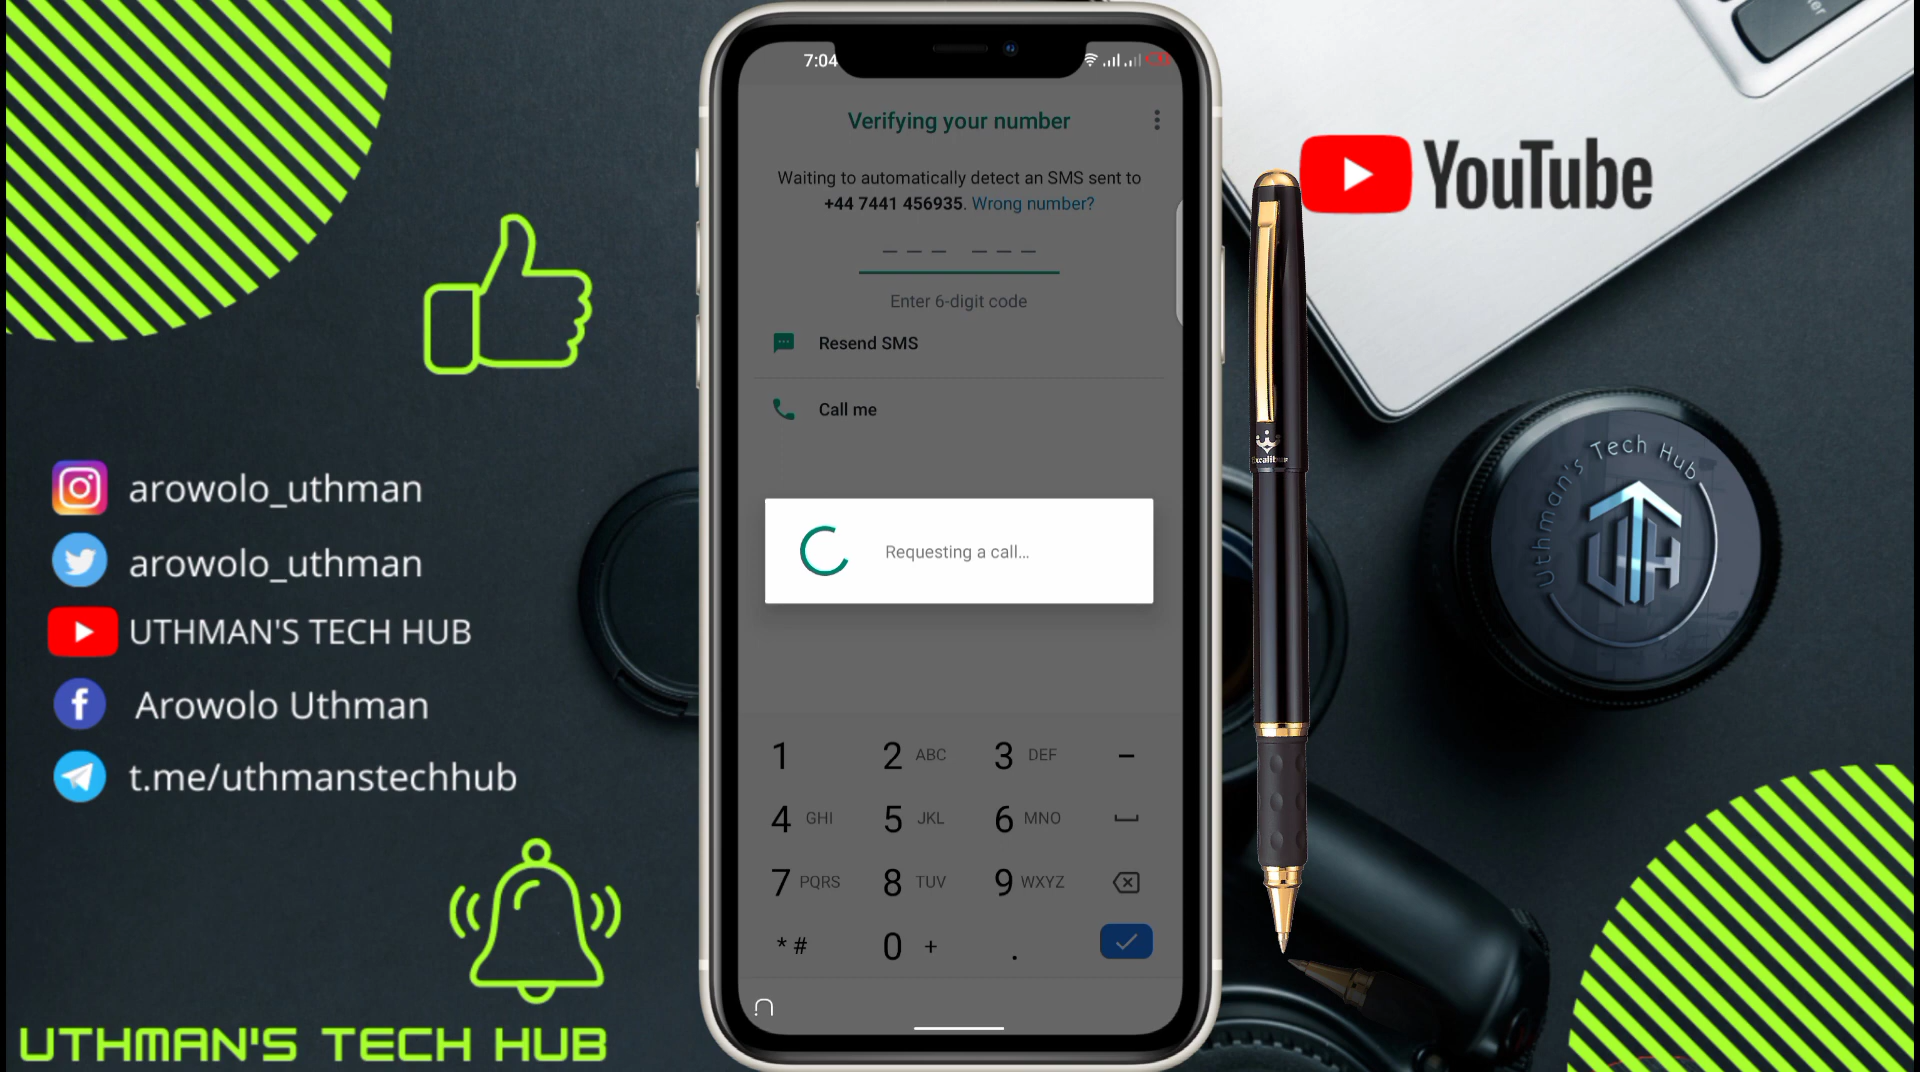 7:04
Verifying your number
Waiting to automatically detect an SMS sent to
+44 7441 456935. Wrong number?
Enter 6-digit code
Resend SMS
Call me
Requesting a call...
1
2 ABC
3 DEF
–
4 GHI
5 JKL
6 MNO
7 PQRS
8 TUV
9 WXYZ
* #
0 +
.
arowolo_uthman
arowolo_uthman
UTHMAN'S TECH HUB
Arowolo Uthman
t.me/uthmanstechhub
UTHMAN'S TECH HUB
YouTube
Excalibur
Uthman's Tech Hub
UTH